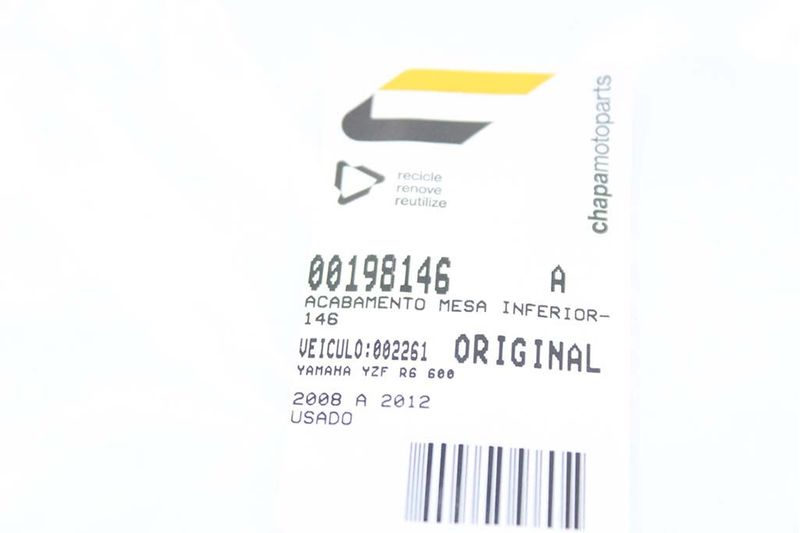 chapamotoparts
recicle
renove
reutilize
00198146 A
ACABAMENTO MESA INFERIOR-
146
VEICULO:002261 ORIGINAL
YAMAHA YZF R6 600
2008 A 2012
USADO